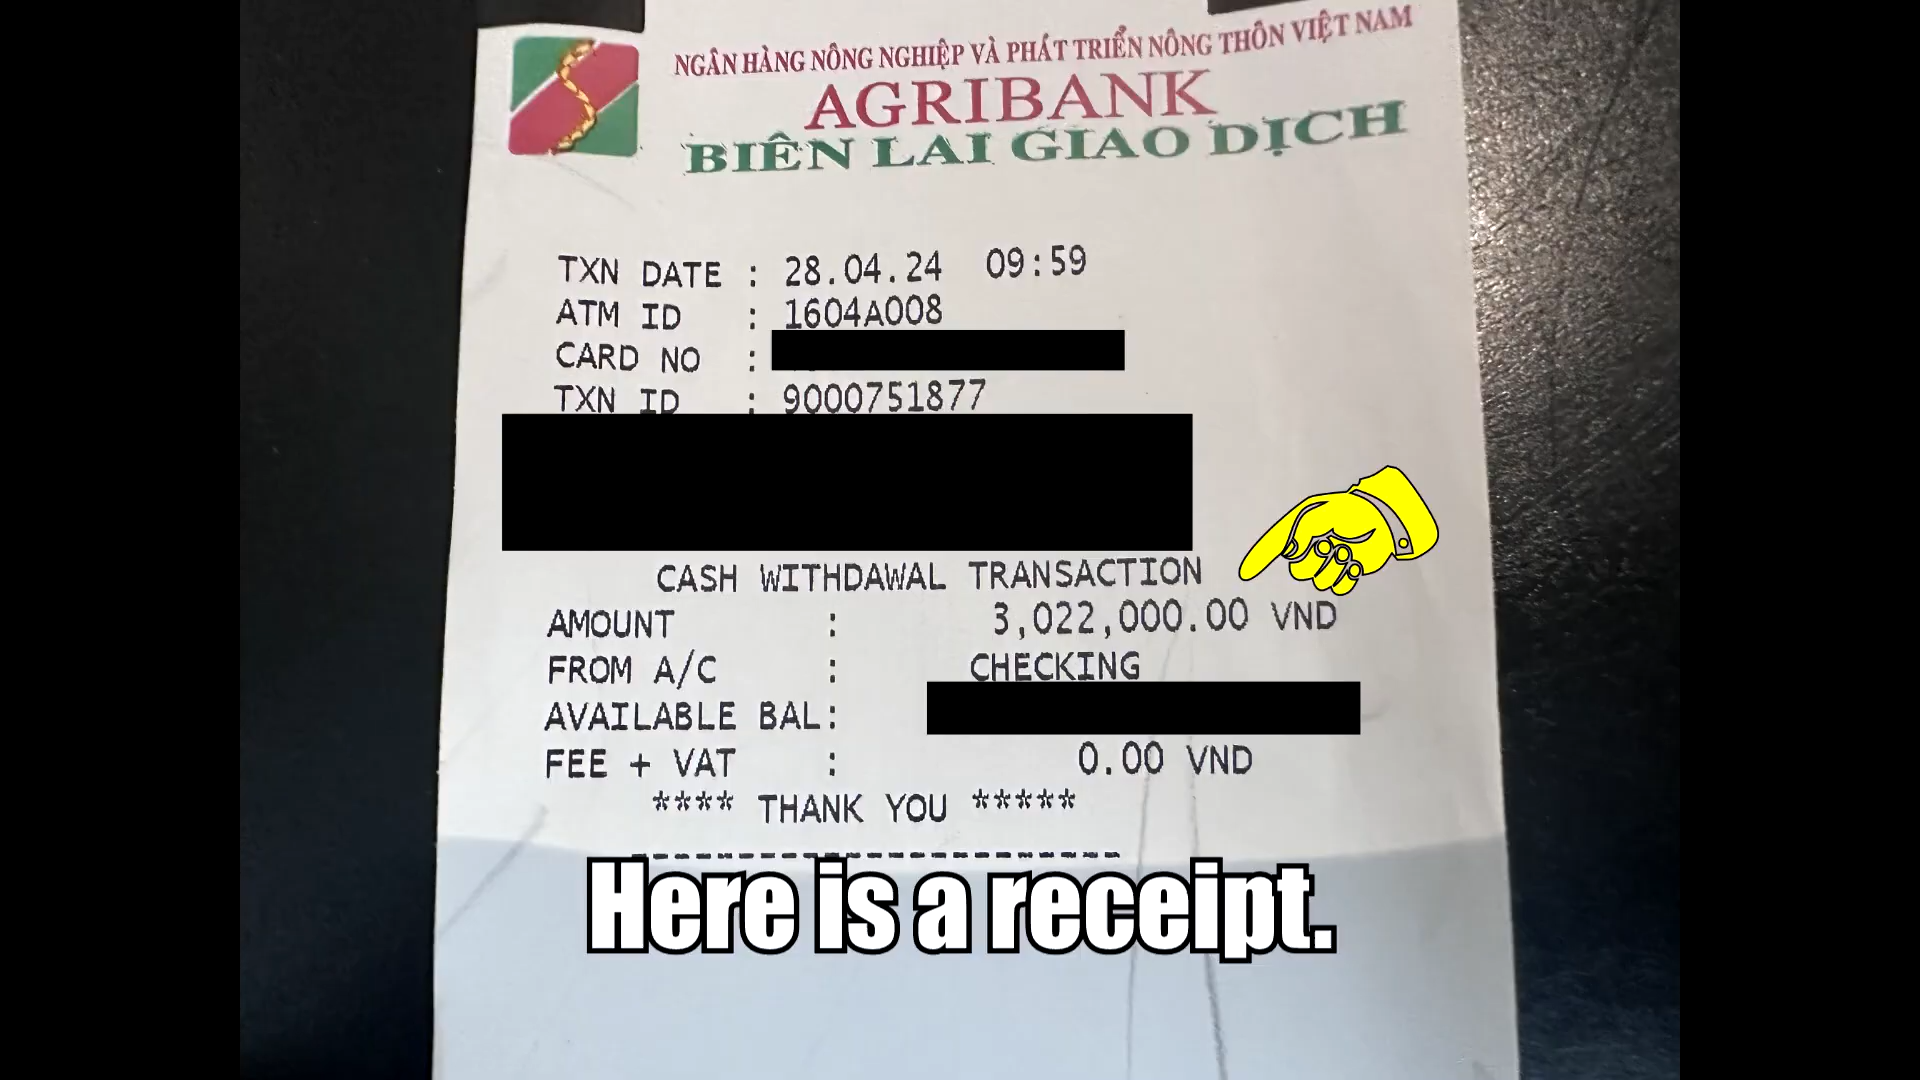 NGÂN HÀNG NÔNG NGHIỆP VÀ PHÁT TRIỂN NÔNG THÔN VIỆT NAM
AGRIBANK
BIÊN LAI GIAO DỊCH
TXN DATE : 28.04.24 09:59
ATM ID : 1604A008
CARD NO :
TXN ID : 9000751877
CASH WITHDAWAL TRANSACTION
AMOUNT : 3,022,000.00 VND
FROM A/C : CHECKING
AVAILABLE BAL:
FEE + VAT : 0.00 VND
**** THANK YOU *****
Here is a receipt.